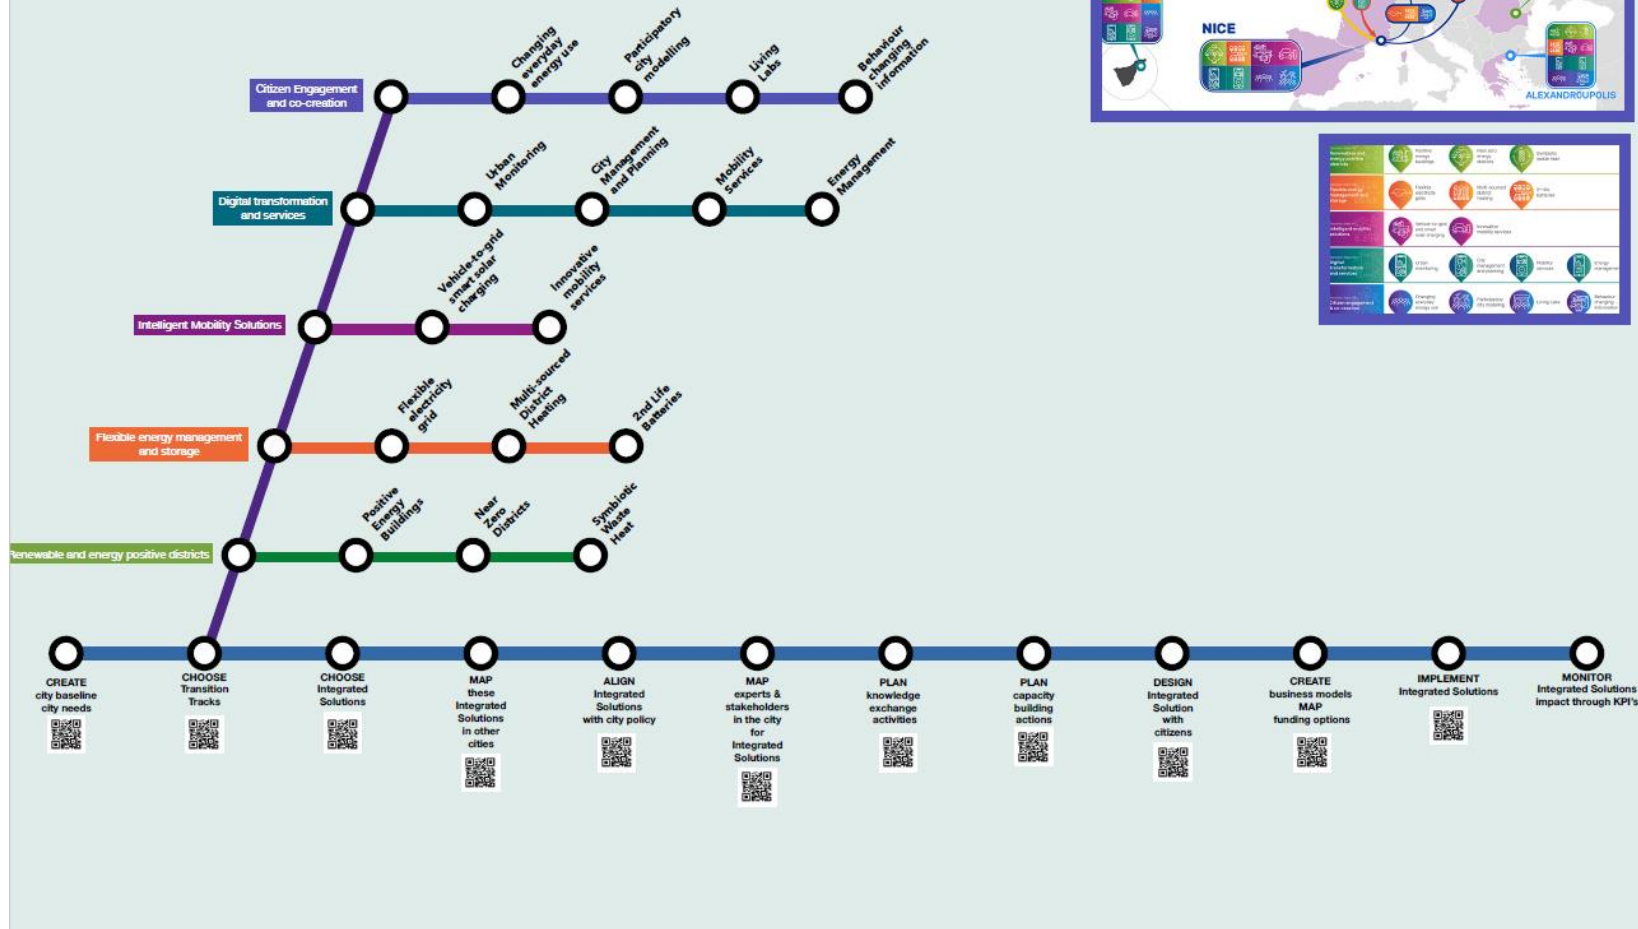 NICE
ALEXANDROUPOLIS
Citizen Engagement
and co-creation
Changing
everyday
energy use
Participatory
city
modelling
Living
Labs
Behaviour
changing
information
Digital transformation
and services
Urban
Monitoring
City
Management
and Planning
Mobility
Services
Energy
Management
Intelligent Mobility Solutions
Vehicle-to-grid
smart solar
charging
Innovative
mobility
services
Flexible energy management
and storage
Flexible
electricity
grid
Multi-sourced
District
Heating
2nd Life
Batteries
Renewable and energy positive districts
Positive
Energy
Buildings
Near
Zero
Districts
Symbiotic
Waste
Heat
CREATE
city baseline
city needs
CHOOSE
Transition
Tracks
CHOOSE
Integrated
Solutions
MAP
these
Integrated
Solutions
in other
cities
ALIGN
Integrated
Solutions
with city policy
MAP
experts &
stakeholders
in the city
for
Integrated
Solutions
PLAN
knowledge
exchange
activities
PLAN
capacity
building
actions
DESIGN
Integrated
Solution
with
citizens
CREATE
business models
MAP
funding options
IMPLEMENT
Integrated Solutions
MONITOR
Integrated Solutions
impact through KPI's